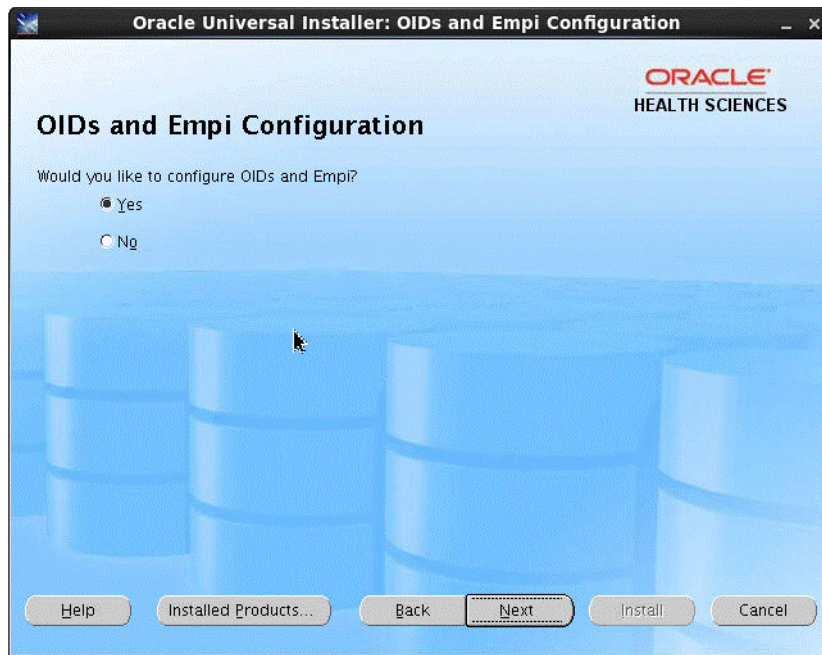 Oracle Universal Installer: OIDs and Empi Configuration
ORACLE
HEALTH SCIENCES
OIDs and Empi Configuration
Would you like to configure OIDs and Empi?
Yes
No
Help Installed Products... Back Next Install Cancel